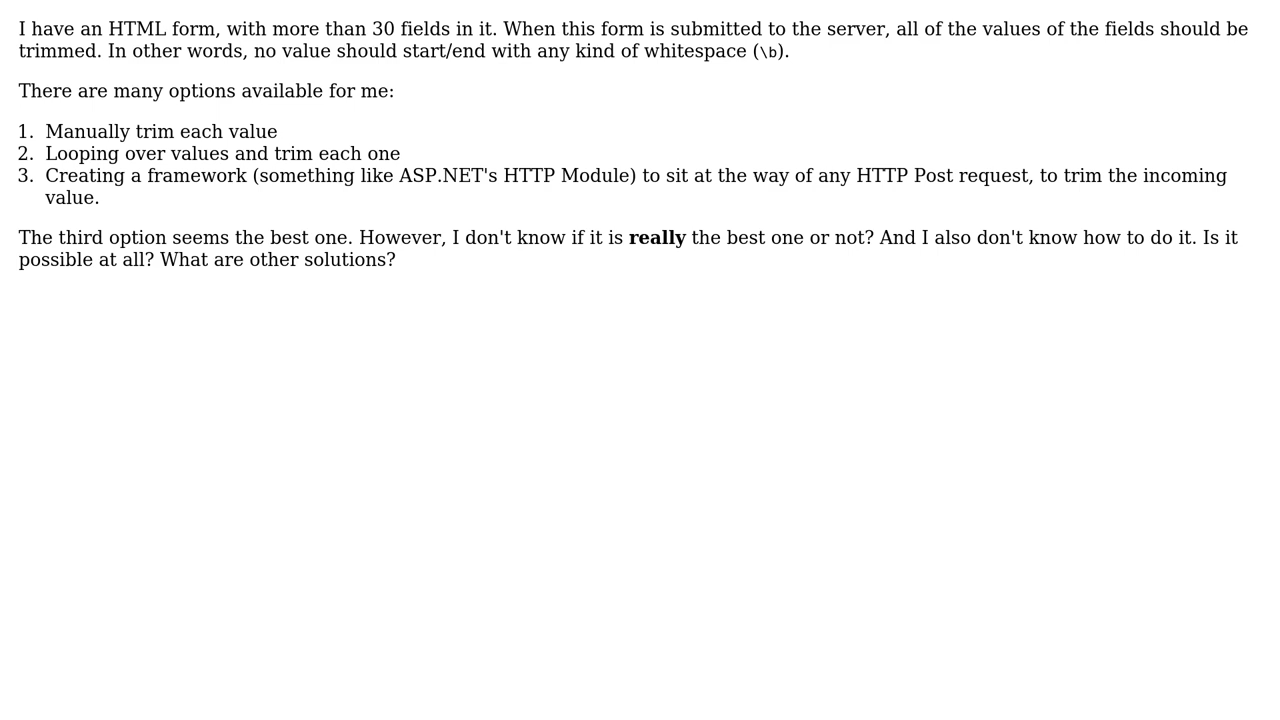 I have an HTML form, with more than 30 fields in it. When this form is submitted to the server, all of the values of the fields should be
trimmed. In other words, no value should start/end with any kind of whitespace (\b).
There are many options available for me:
1. Manually trim each value
2. Looping over values and trim each one
3. Creating a framework (something like ASP.NET's HTTP Module) to sit at the way of any HTTP Post request, to trim the incoming
value.
The third option seems the best one. However, I don't know if it is really the best one or not? And I also don't know how to do it. Is it
possible at all? What are other solutions?